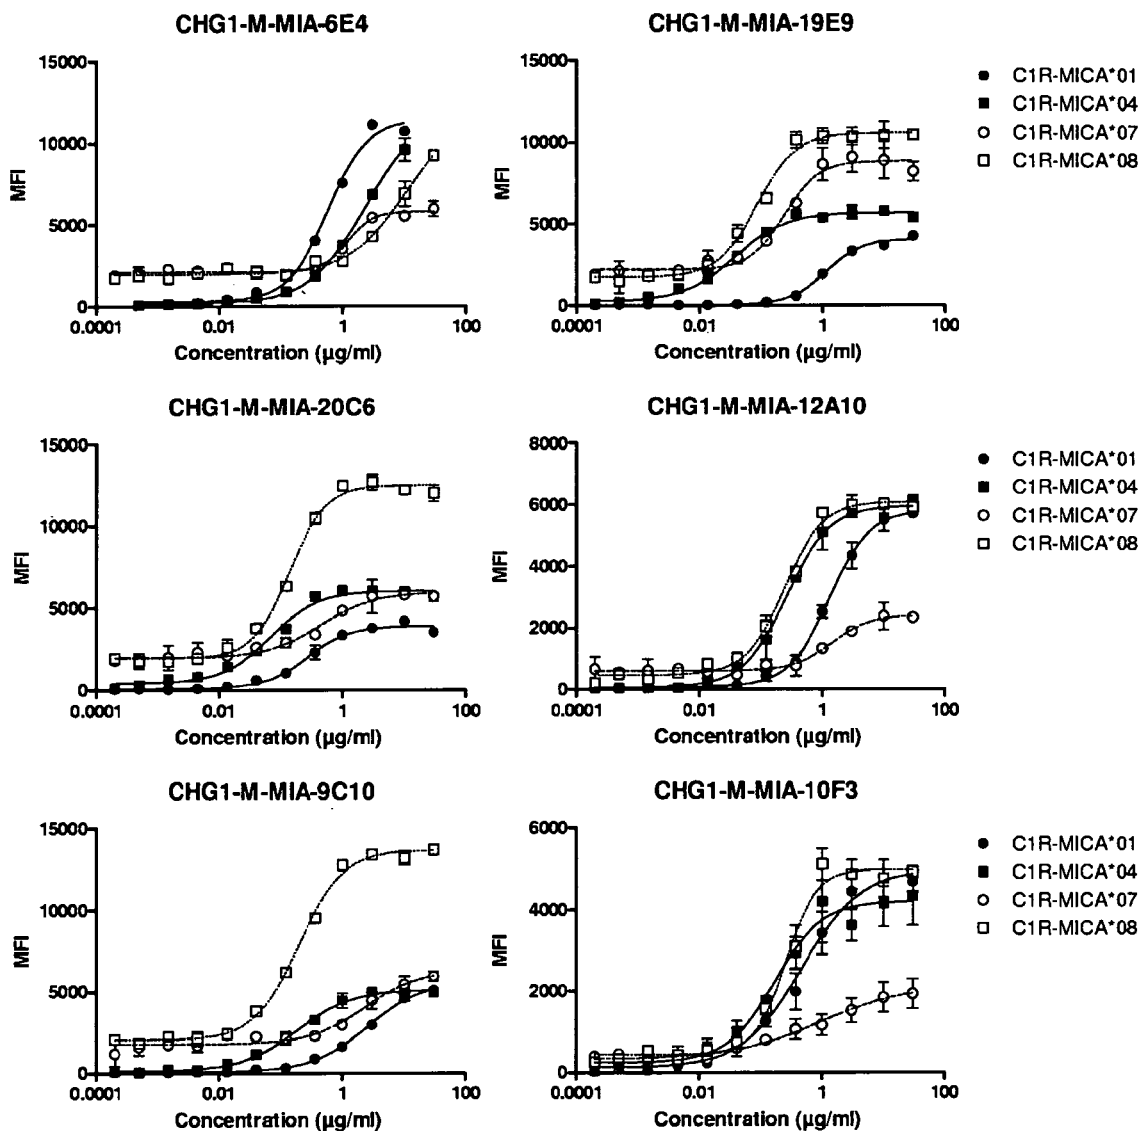 CHG1-M-MIA-6E4
CHG1-M-MIA-19E9
15000
10000
5000
0
MFI
0.0001
0.01
1
100
Concentration (µg/ml)
15000
10000
5000
0
MFI
0.0001
0.01
1
100
Concentration (µg/ml)
C1R-MICA*01
C1R-MICA*04
C1R-MICA*07
C1R-MICA*08
CHG1-M-MIA-20C6
CHG1-M-MIA-12A10
15000
10000
5000
0
MFI
0.0001
0.01
1
100
Concentration (µg/ml)
8000
6000
4000
2000
0
MFI
0.0001
0.01
1
100
Concentration (µg/ml)
C1R-MICA*01
C1R-MICA*04
C1R-MICA*07
C1R-MICA*08
CHG1-M-MIA-9C10
CHG1-M-MIA-10F3
15000
10000
5000
0
MFI
0.0001
0.01
1
100
Concentration (µg/ml)
6000
4000
2000
0
MFI
0.0001
0.01
1
100
Concentration (µg/ml)
C1R-MICA*01
C1R-MICA*04
C1R-MICA*07
C1R-MICA*08